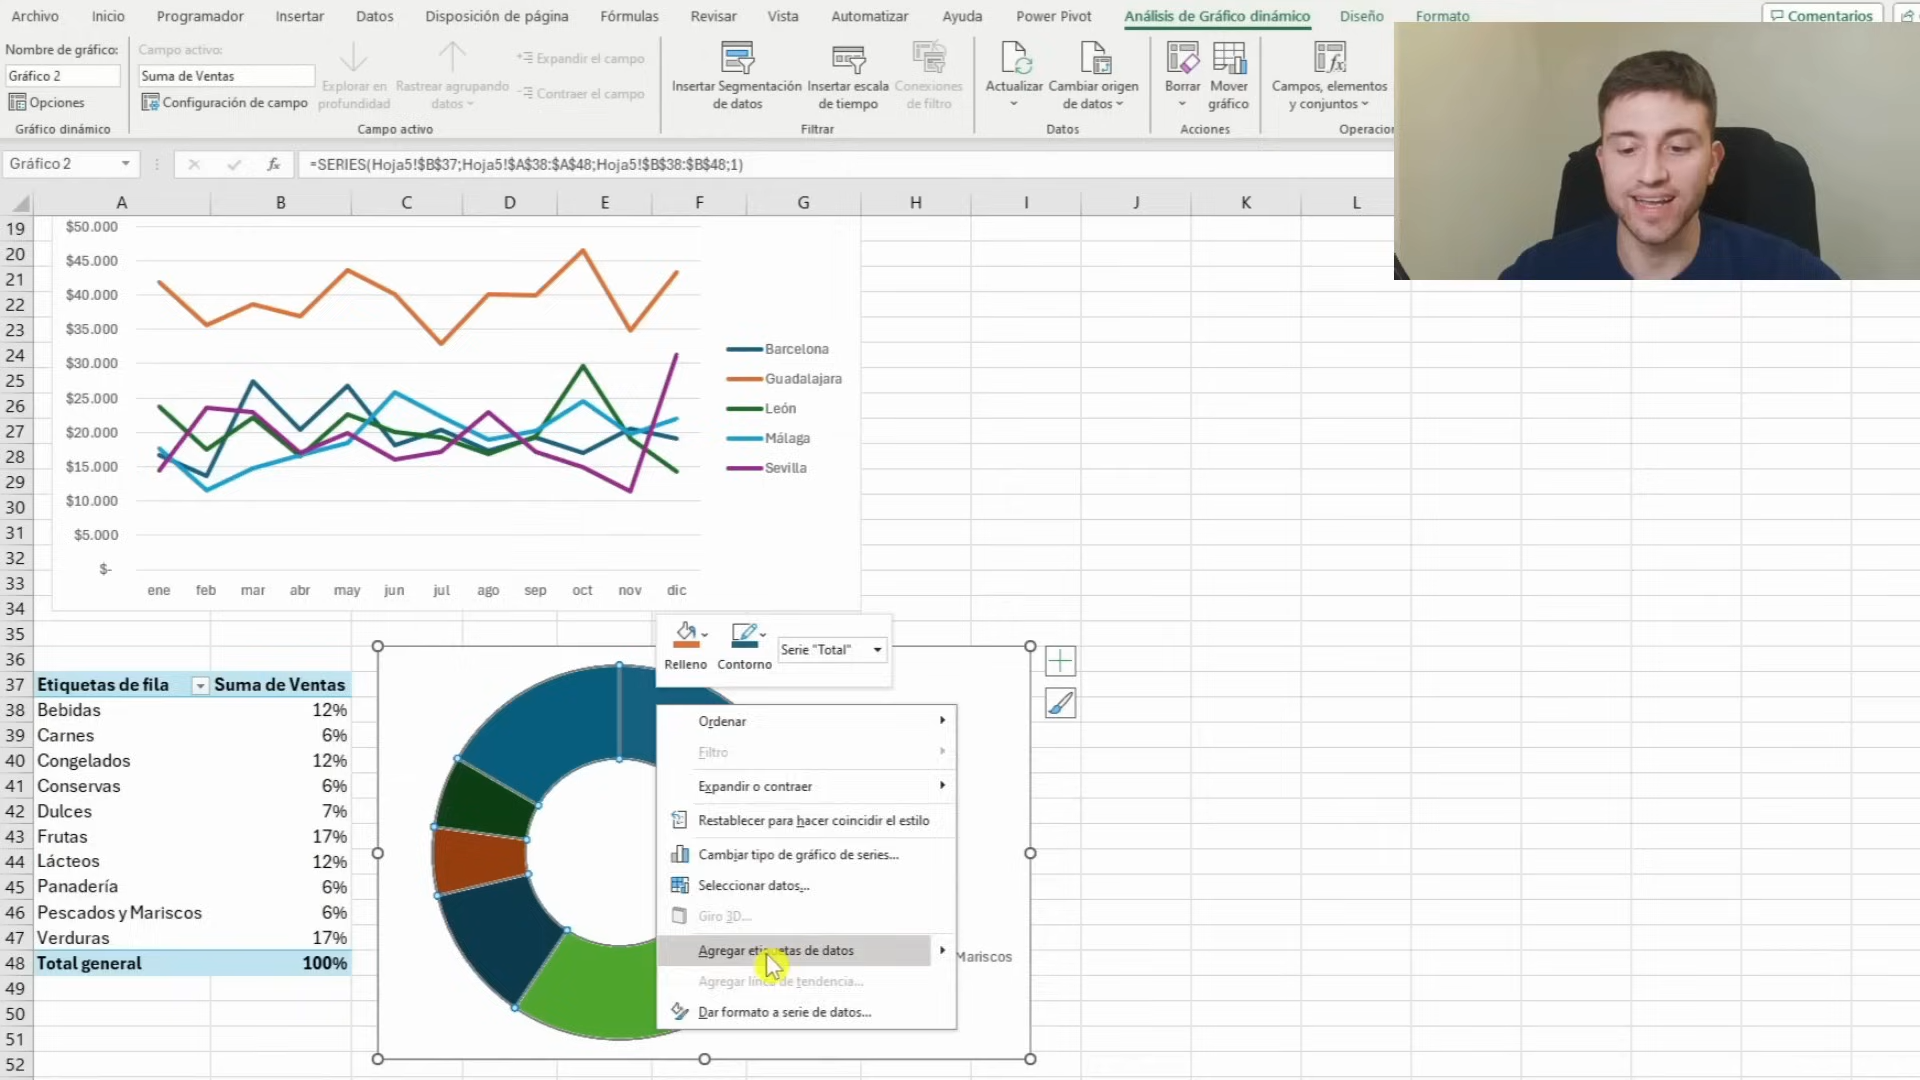 Archivo Inicio Programador Insertar Datos Disposición de página Fórmulas Revisar Vista Automatizar Ayuda Power Pivot Análisis de Gráfico dinámico Diseño Formato Comentarios
Nombre de gráfico:
Gráfico 2
Opciones
Gráfico dinámico
Campo activo:
Suma de Ventas
Configuración de campo
Explorar en profundidad
Rastrear agrupando datos
Expandir el campo
Contraer el campo
Campo activo
Insertar Segmentación de datos
Insertar escala de tiempo
Conexiones de filtro
Filtrar
Actualizar
Cambiar origen de datos
Datos
Borrar
Mover gráfico
Acciones
Campos, elementos y conjuntos
Gráfico 2 fx =SERIES(Hoja5!$B$37;Hoja5!$A$38:$A$48;Hoja5!$B$38:$B$48;1)
A B C D E F G H I J K L
19
20
21
22
23
24
25
26
27
28
29
30
31
32
33
34
35
36
37
38
39
40
41
42
43
44
45
46
47
48
49
50
51
52
$50.000
$45.000
$40.000
$35.000
$30.000
$25.000
$20.000
$15.000
$10.000
$5.000
$-
ene feb mar abr may jun jul ago sep oct nov dic
Barcelona
Guadalajara
León
Málaga
Sevilla
Etiquetas de fila Suma de Ventas
Bebidas 12%
Carnes 6%
Congelados 12%
Conservas 6%
Dulces 7%
Frutas 17%
Lácteos 12%
Panadería 6%
Pescados y Mariscos 6%
Verduras 17%
Total general 100%
Relleno
Contorno
Serie "Total"
Ordenar
Filtro
Expandir o contraer
Restablecer para hacer coincidir el estilo
Cambiar tipo de gráfico de series...
Seleccionar datos...
Giro 3D...
Agregar etiquetas de datos
Agregar línea de tendencia...
Dar formato a serie de datos...
Mariscos